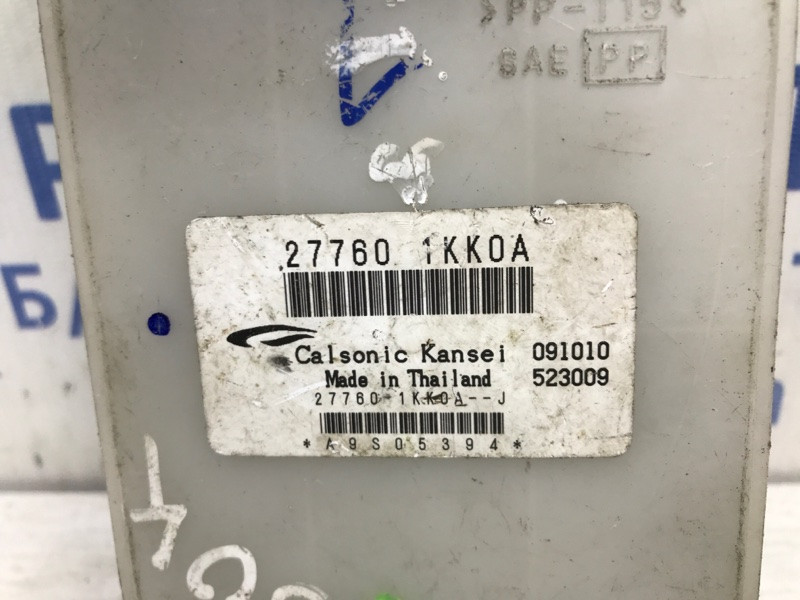 >PP-T15<
SAE PP
27760 1KK0A
Calsonic Kansei 091010
Made in Thailand 523009
27760-1KK0A--J
*A9S05394*